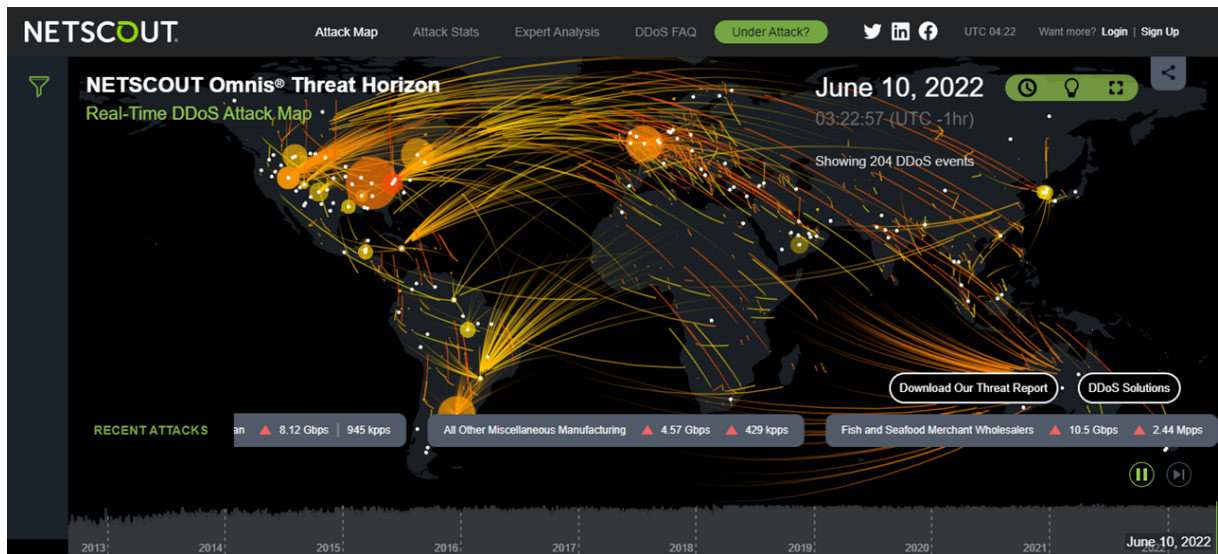 NETSCOUT.
Attack Map
Attack Stats
Expert Analysis
DDoS FAQ
Under Attack?
UTC 04:22
Want more? Login | Sign Up
NETSCOUT Omnis® Threat Horizon
Real-Time DDoS Attack Map
June 10, 2022
03:22:57 (UTC -1hr)
Showing 204 DDoS events
Download Our Threat Report
DDoS Solutions
RECENT ATTACKS
an 8.12 Gbps | 945 kpps
All Other Miscellaneous Manufacturing 4.57 Gbps 429 kpps
Fish and Seafood Merchant Wholesalers 10.5 Gbps 2.44 Mpps
2013 2014 2015 2016 2017 2018 2019 2020 2021 2022
June 10, 2022